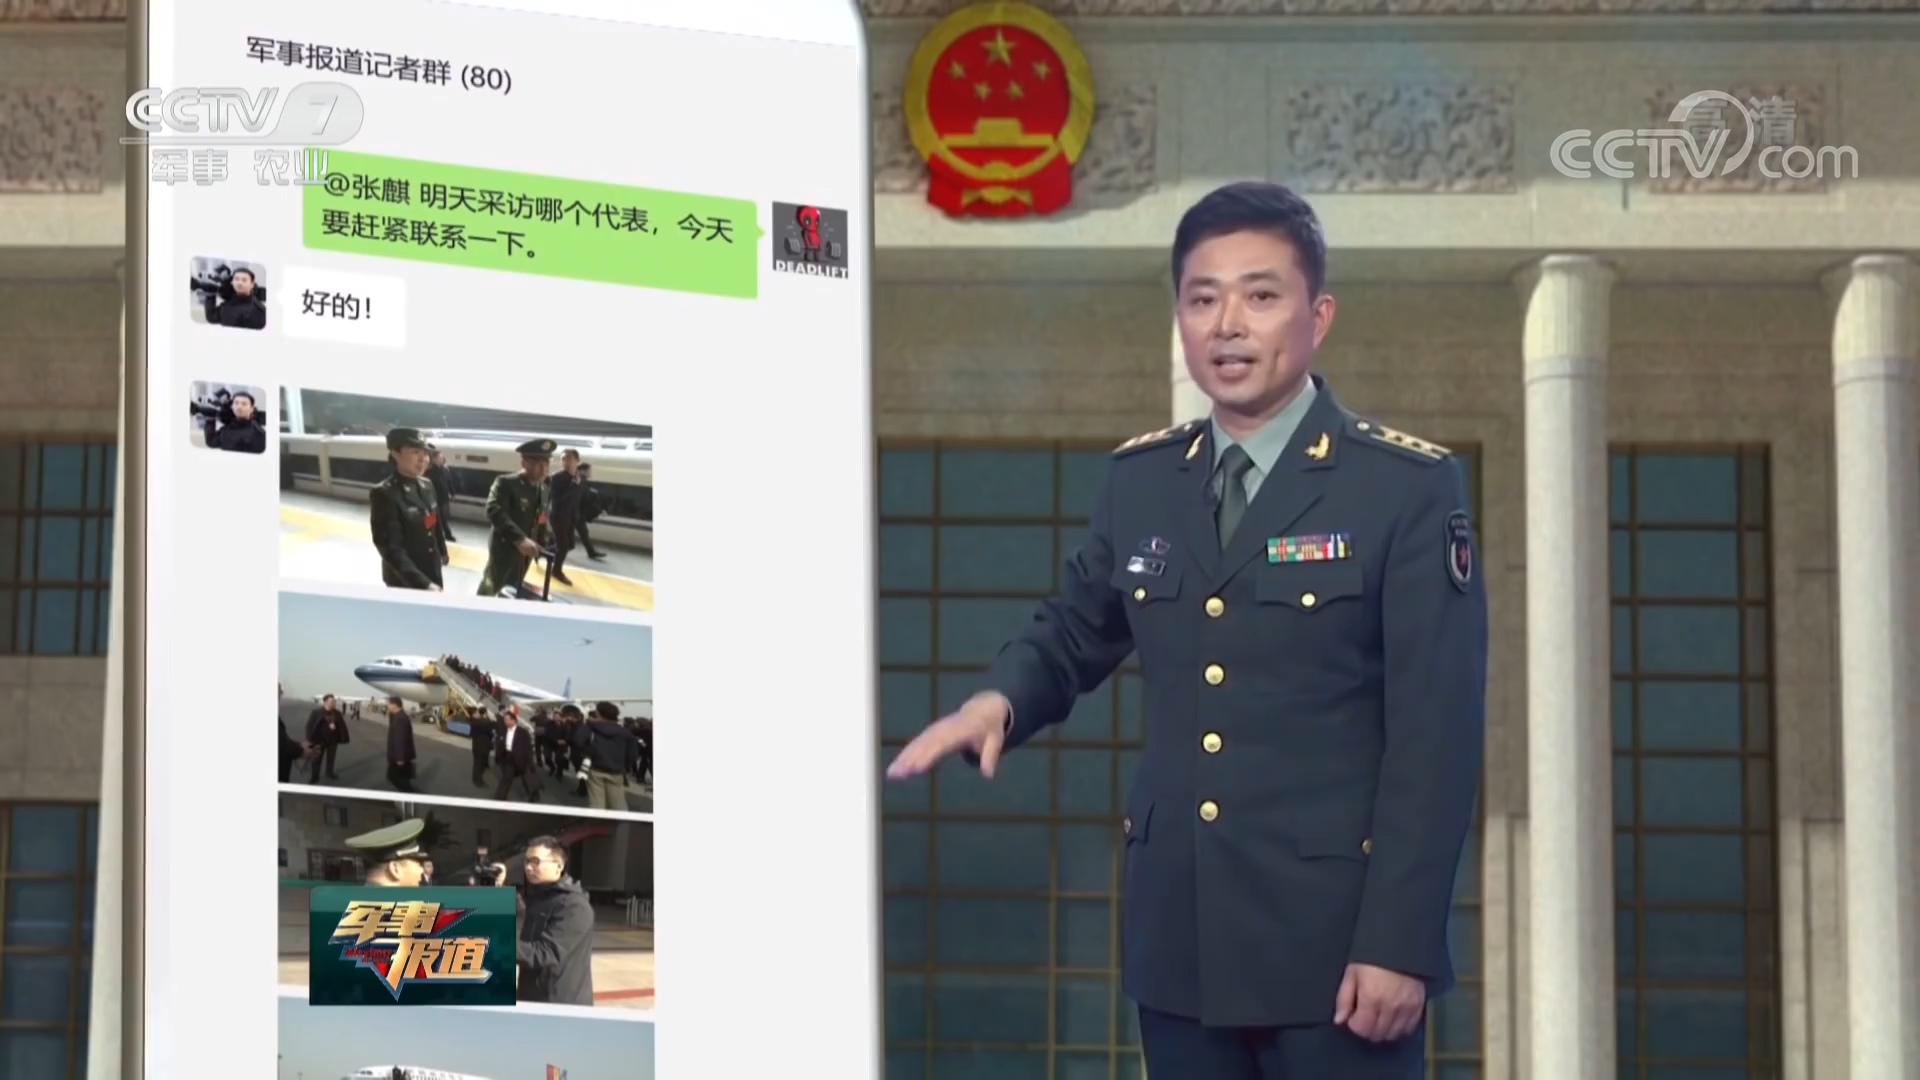 军事报道记者群 (80)
CCTV 7
军事 农业
高清
CCTV.com
@张麒 明天采访哪个代表，今天
要赶紧联系一下。
DEADLIFT
好的！
军事
报道